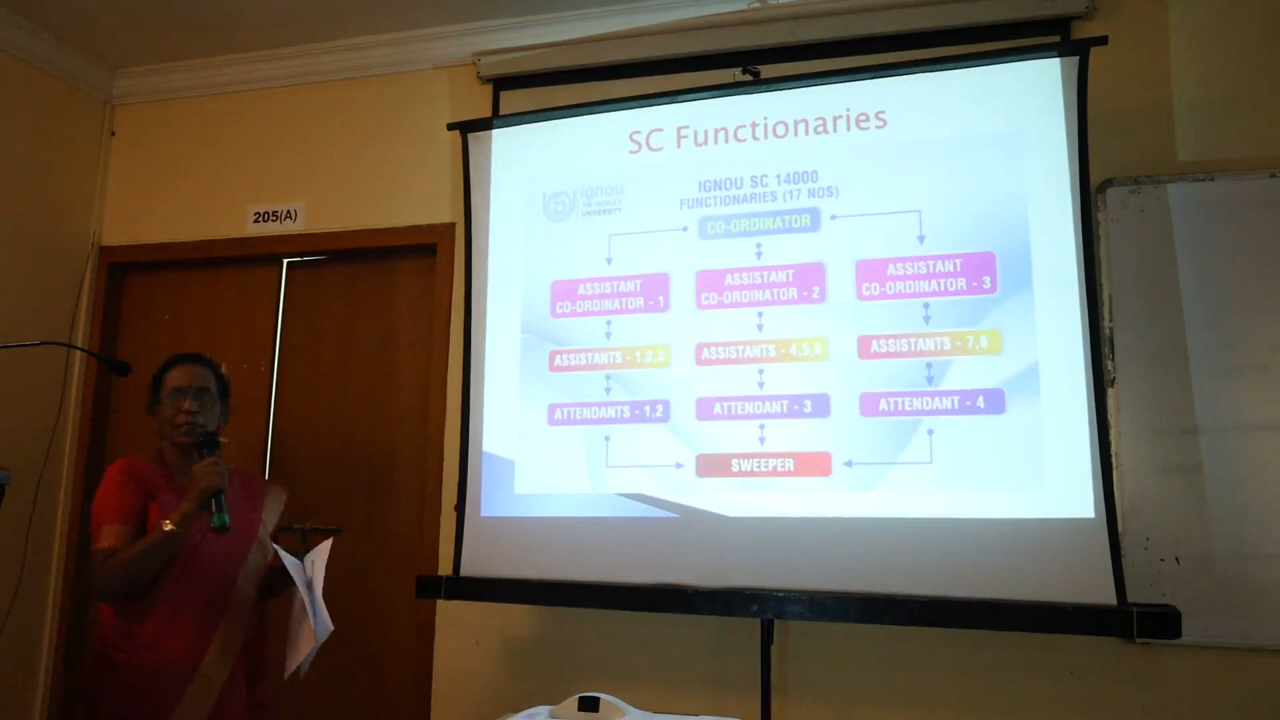 SC Functionaries
ignou
THE PEOPLE'S
UNIVERSITY
IGNOU SC 14000
FUNCTIONARIES (17 NOS)
205(A)
CO-ORDINATOR
ASSISTANT
CO-ORDINATOR - 1
ASSISTANT
CO-ORDINATOR - 2
ASSISTANT
CO-ORDINATOR - 3
ASSISTANTS - 1,2,3
ASSISTANTS - 4,5,6
ASSISTANTS - 7,8
ATTENDANTS - 1,2
ATTENDANT - 3
ATTENDANT - 4
SWEEPER